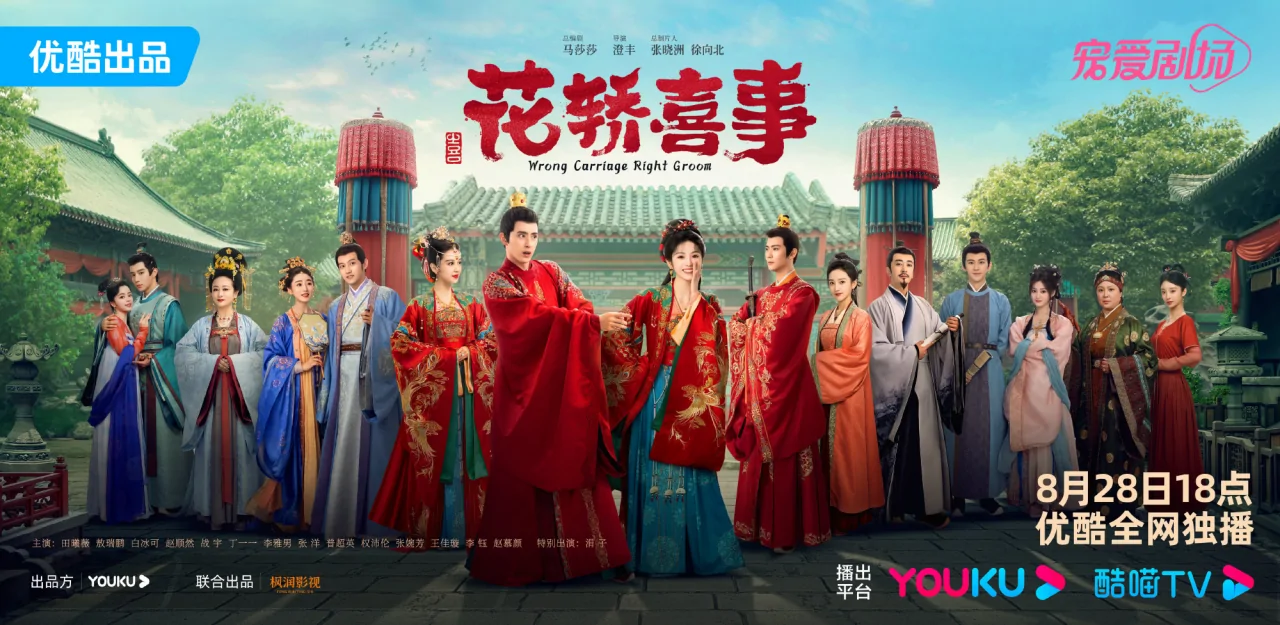 优酷出品
总编剧 导演 总制片人
马莎莎 澄丰 张晓洲 徐向北
宠爱剧场
花轿喜事
Wrong Carriage Right Groom
8月28日18点
优酷全网独播
主演：田曦薇 敖瑞鹏 白冰可 赵顺然 战宇 丁一一 李雅男 张洋 曾超英 权沛伦 张婉芳 王佳璇 李钰 赵慕颜 特别出演：涓子
出品方 YOUKU 联合出品 枫润影视
播出平台 YOUKU 酷喵TV